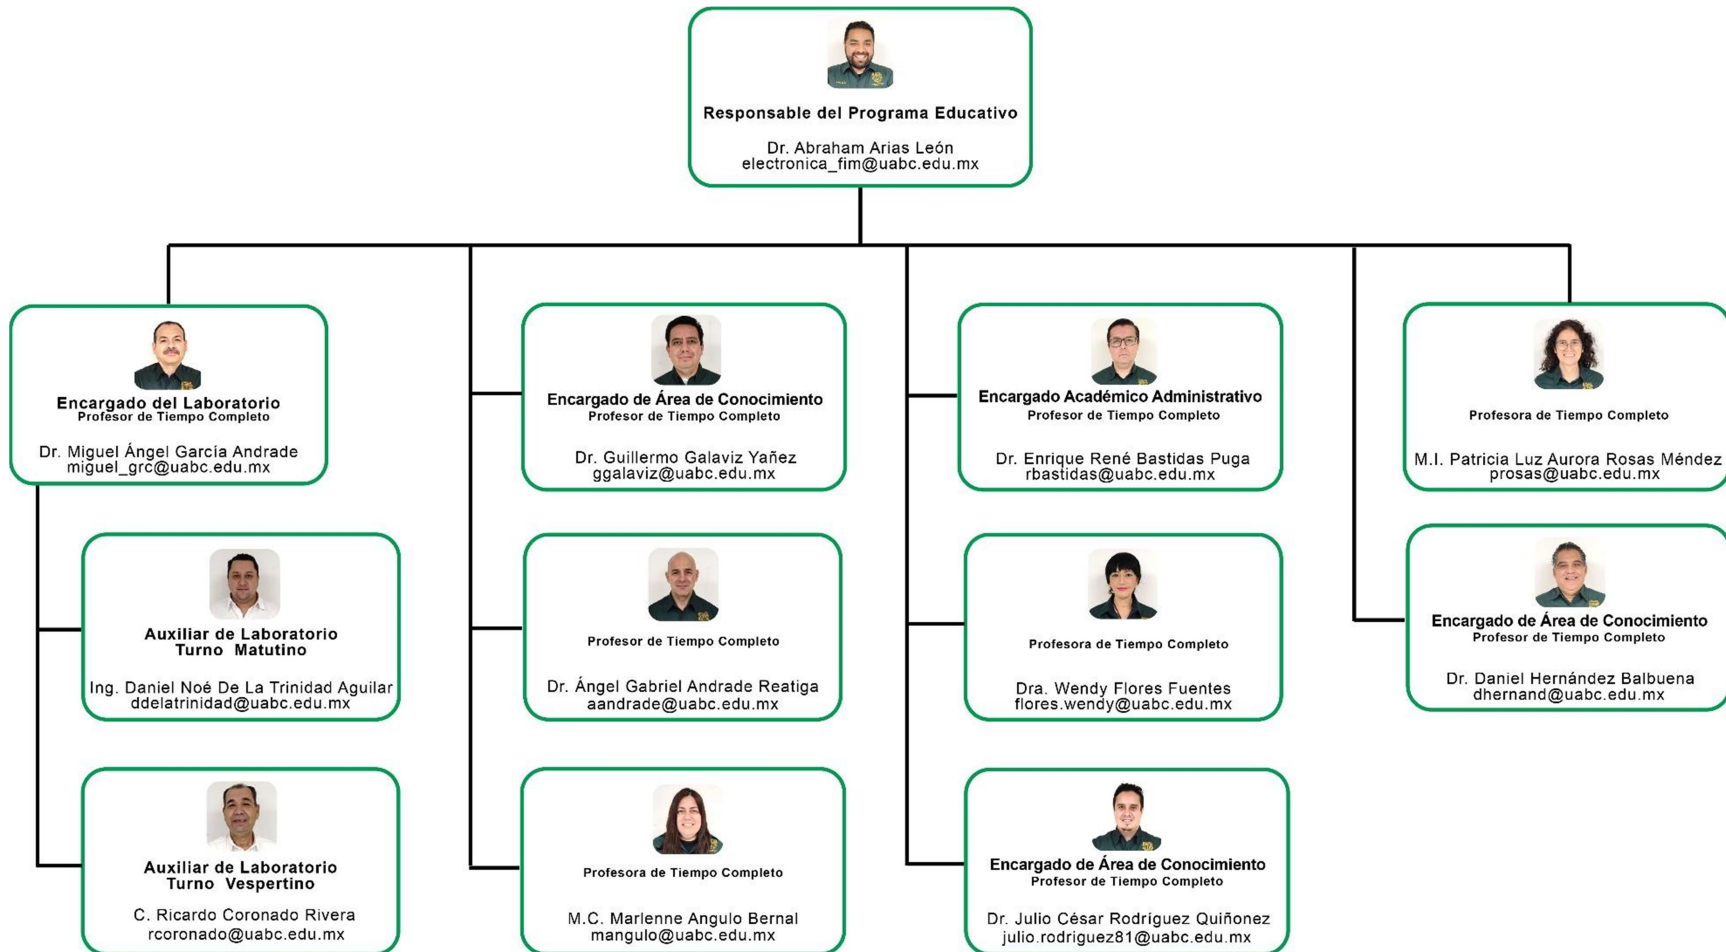 Responsable del Programa Educativo
Dr. Abraham Arias León
electronica_fim@uabc.edu.mx
Encargado del Laboratorio
Profesor de Tiempo Completo
Dr. Miguel Ángel García Andrade
miguel_grc@uabc.edu.mx
Encargado de Área de Conocimiento
Profesor de Tiempo Completo
Dr. Guillermo Galaviz Yañez
ggalaviz@uabc.edu.mx
Encargado Académico Administrativo
Profesor de Tiempo Completo
Dr. Enrique René Bastidas Puga
rbastidas@uabc.edu.mx
Profesora de Tiempo Completo
M.I. Patricia Luz Aurora Rosas Méndez
prosas@uabc.edu.mx
Auxiliar de Laboratorio
Turno Matutino
Ing. Daniel Noé De La Trinidad Aguilar
ddelatrinidad@uabc.edu.mx
Profesor de Tiempo Completo
Dr. Ángel Gabriel Andrade Reatiga
aandrade@uabc.edu.mx
Profesora de Tiempo Completo
Dra. Wendy Flores Fuentes
flores.wendy@uabc.edu.mx
Encargado de Área de Conocimiento
Profesor de Tiempo Completo
Dr. Daniel Hernández Balbuena
dhernand@uabc.edu.mx
Auxiliar de Laboratorio
Turno Vespertino
C. Ricardo Coronado Rivera
rcoronado@uabc.edu.mx
Profesora de Tiempo Completo
M.C. Marlenne Angulo Bernal
mangulo@uabc.edu.mx
Encargado de Área de Conocimiento
Profesor de Tiempo Completo
Dr. Julio César Rodríguez Quiñonez
julio.rodriguez81@uabc.edu.mx